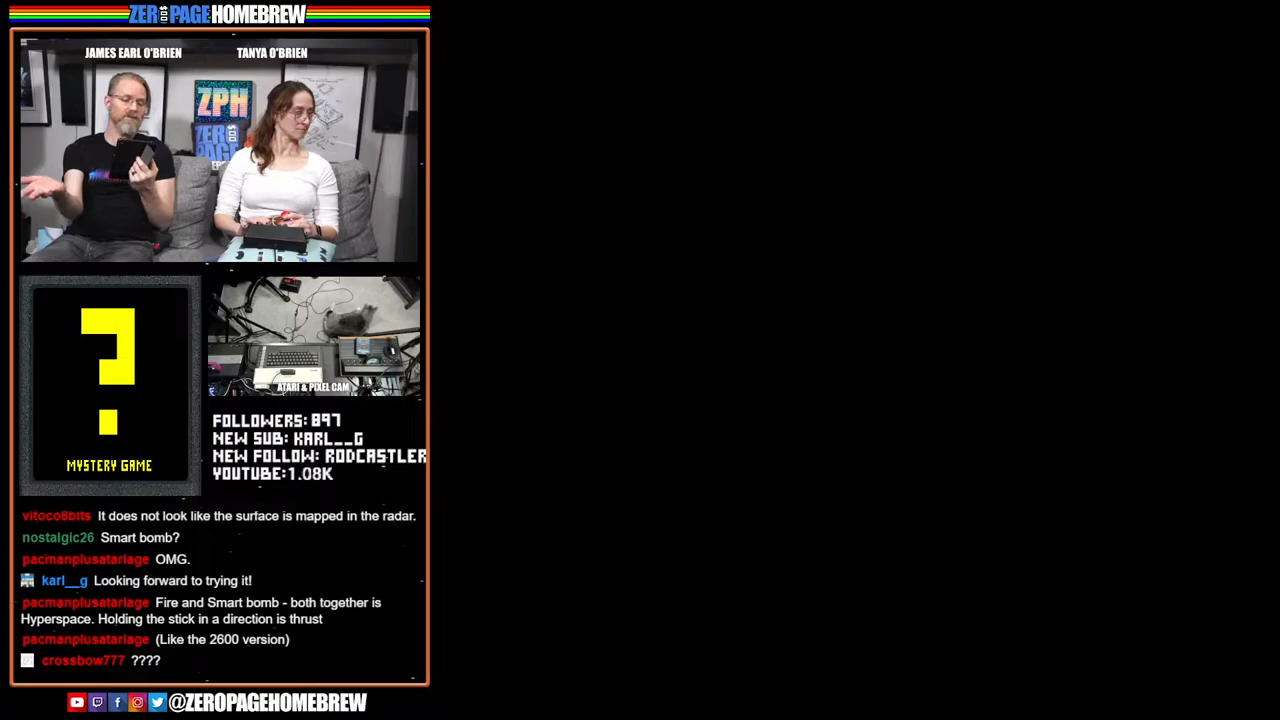 ZEROPAGE HOMEBREW
JAMES EARL O'BRIEN
TANYA O'BRIEN
ZPH
ZERO
PAGE
MYSTERY GAME
ATARI & PIXEL CAM
FOLLOWERS: 897
NEW SUB: KARL__G
NEW FOLLOW: RODCASTLER
YOUTUBE:1.08K
vitoco8bits It does not look like the surface is mapped in the radar.
nostalgic26 Smart bomb?
pacmanplusatariage OMG.
karl__g Looking forward to trying it!
pacmanplusatariage Fire and Smart bomb - both together is
Hyperspace. Holding the stick in a direction is thrust
pacmanplusatariage (Like the 2600 version)
crossbow777 ????
@ZEROPAGEHOMEBREW